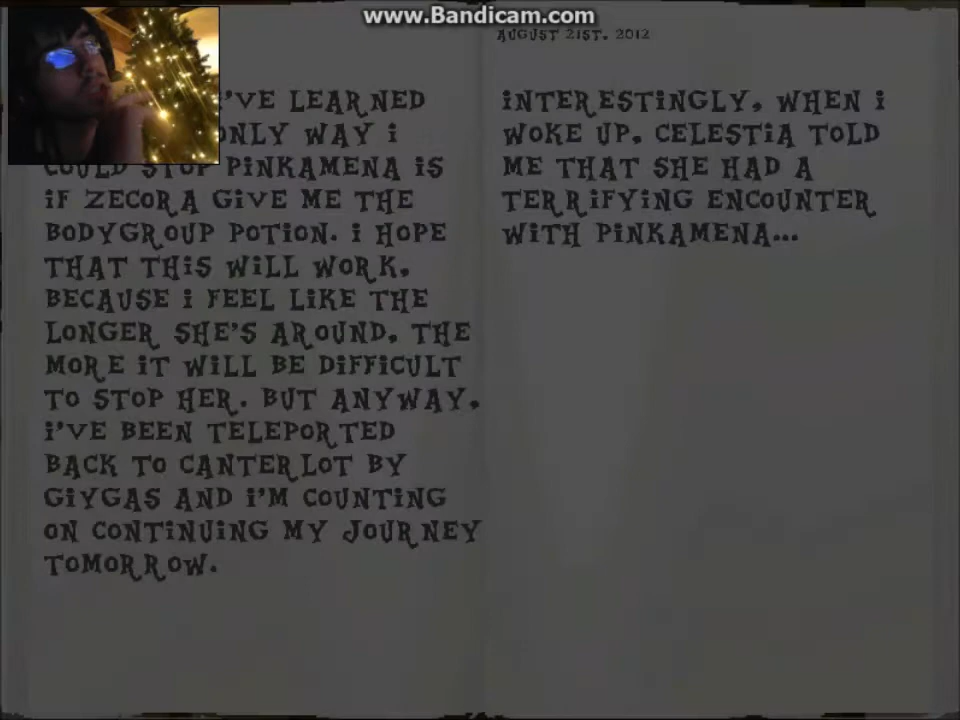 www.Bandicam.com
AUGUST 21ST, 2012
'VE LEARNED
ONLY WAY i
COULD STOP PiNKAMENA iS
iF ZECORA GiVE ME THE
BODYGROUP POTiON. i HOPE
THAT THiS WiLL WORK,
BECAUSE i FEEL LiKE THE
LONGER SHE'S AROUND, THE
MORE iT WiLL BE DiFFiCULT
TO STOP HER. BUT ANYWAY,
i'VE BEEN TELEPORTED
BACK TO CANTERLOT BY
GiYGAS AND i'M COUNTiNG
ON CONTiNUiNG MY JOURNEY
TOMORROW.
iNTERESTiNGLY, WHEN i
WOKE UP, CELESTiA TOLD
ME THAT SHE HAD A
TERRiFYiNG ENCOUNTER
WiTH PiNKAMENA...